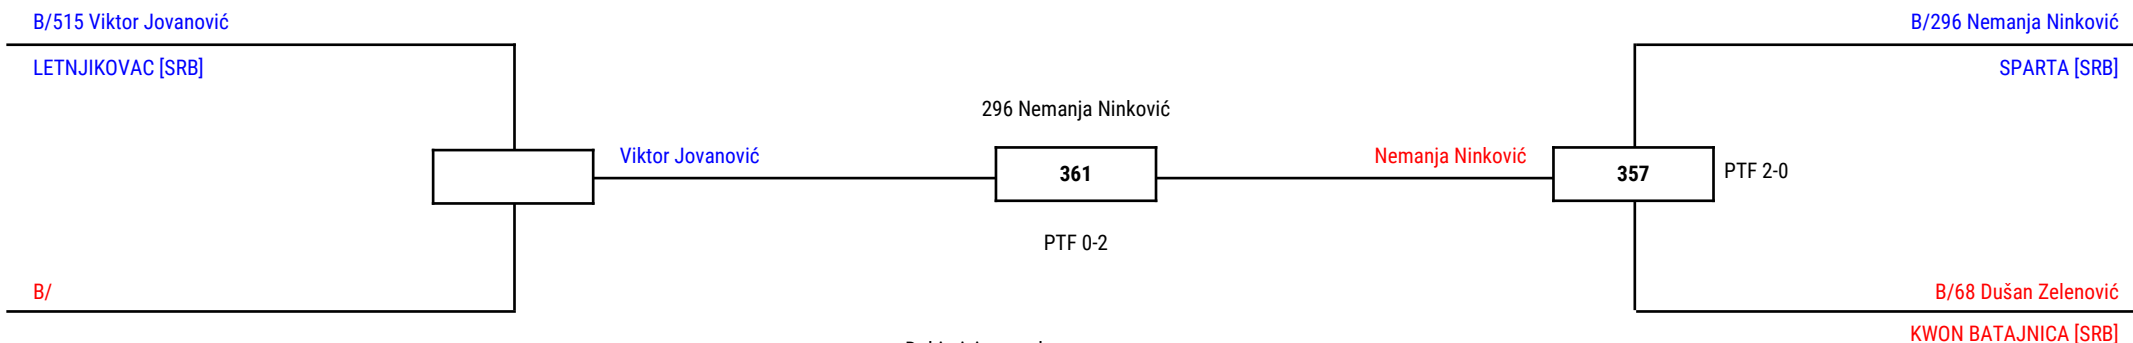 B/515 Viktor Jovanović
B/296 Nemanja Ninković
LETNJIKOVAC [SRB]
SPARTA [SRB]
296 Nemanja Ninković
Viktor Jovanović
361
Nemanja Ninković
357
PTF 2-0
PTF 0-2
B/
B/68 Dušan Zelenović
KWON BATAJNICA [SRB]